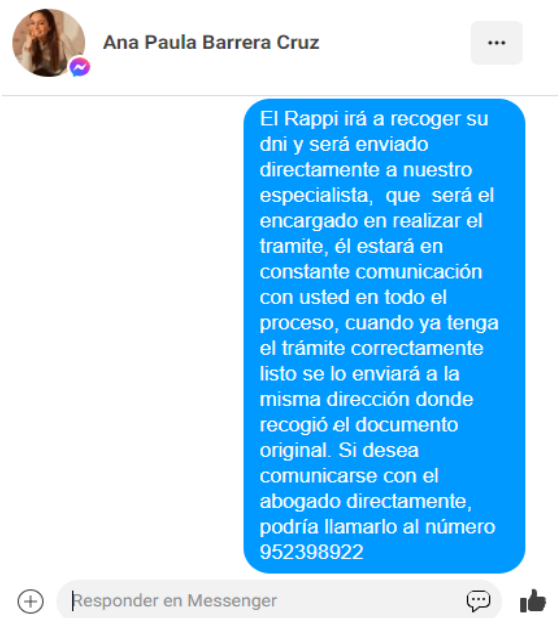 Ana Paula Barrera Cruz
El Rappi irá a recoger su
dni y será enviado
directamente a nuestro
especialista, que será el
encargado en realizar el
tramite, él estará en
constante comunicación
con usted en todo el
proceso, cuando ya tenga
el trámite correctamente
listo se lo enviará a la
misma dirección donde
recogió el documento
original. Si desea
comunicarse con el
abogado directamente,
podría llamarlo al número
952398922
Responder en Messenger